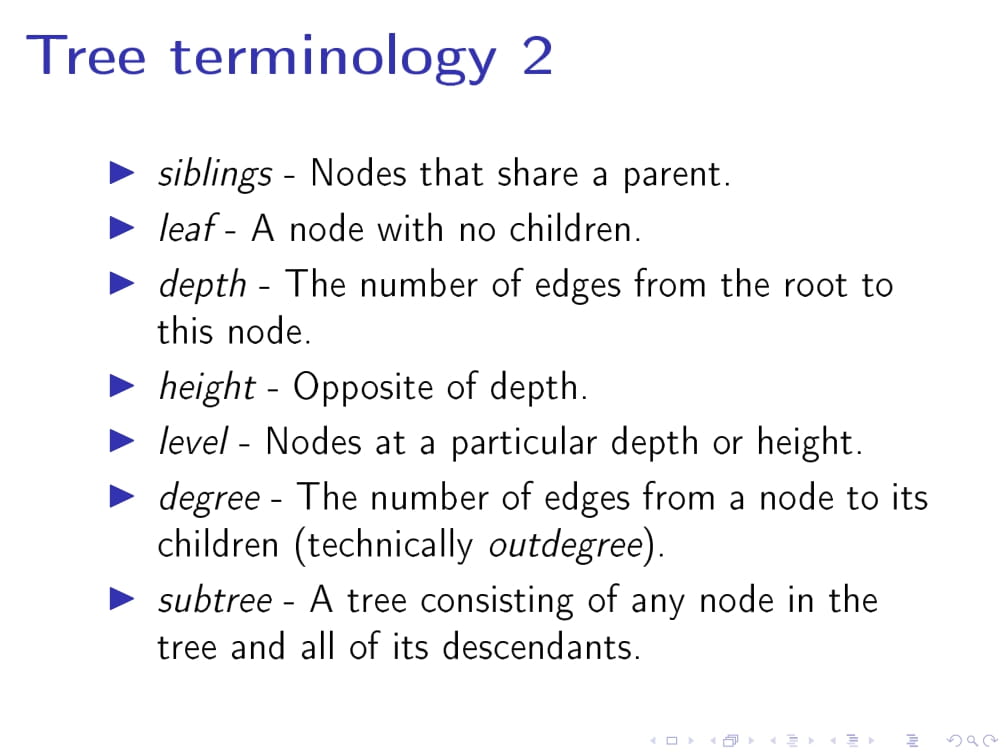 Tree terminology 2
siblings - Nodes that share a parent.
leaf - A node with no children.
depth - The number of edges from the root to
this node.
height - Opposite of depth.
level - Nodes at a particular depth or height.
degree - The number of edges from a node to its
children (technically outdegree).
subtree - A tree consisting of any node in the
tree and all of its descendants.